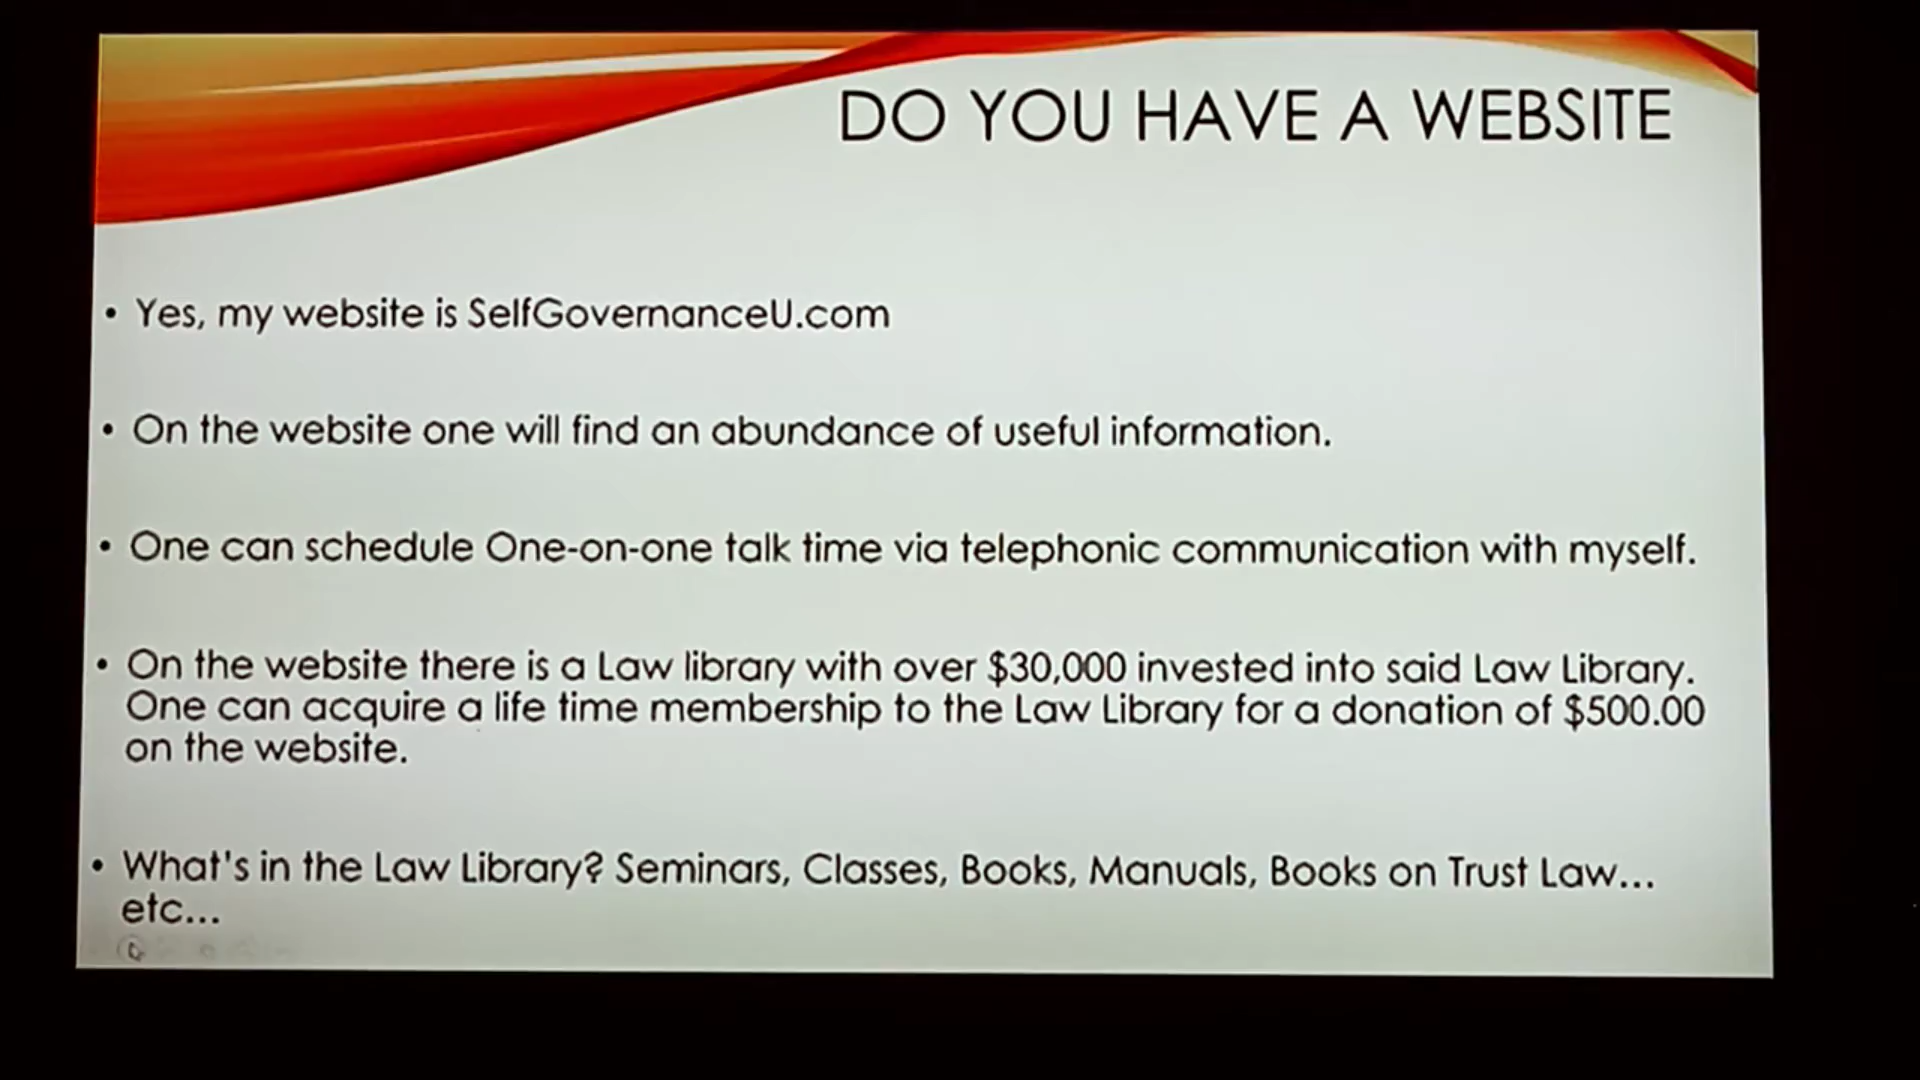 DO YOU HAVE A WEBSITE
• Yes, my website is SelfGovernanceU.com
• On the website one will find an abundance of useful information.
• One can schedule One-on-one talk time via telephonic communication with myself.
• On the website there is a Law library with over $30,000 invested into said Law Library.
One can acquire a life time membership to the Law Library for a donation of $500.00
on the website.
• What's in the Law Library? Seminars, Classes, Books, Manuals, Books on Trust Law...
etc...